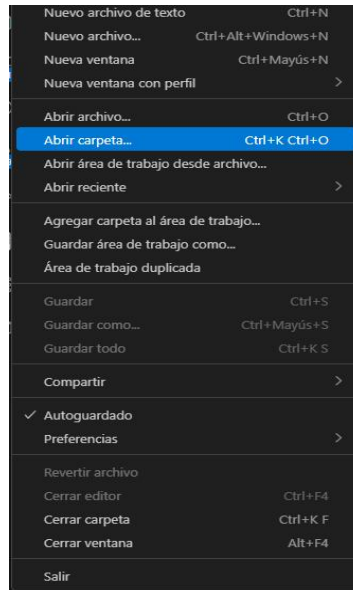 Nuevo archivo de texto Ctrl+N
Nuevo archivo... Ctrl+Alt+Windows+N
Nueva ventana Ctrl+Mayús+N
Nueva ventana con perfil >
Abrir archivo... Ctrl+O
Abrir carpeta... Ctrl+K Ctrl+O
Abrir área de trabajo desde archivo...
Abrir reciente >
Agregar carpeta al área de trabajo...
Guardar área de trabajo como...
Área de trabajo duplicada
Guardar Ctrl+S
Guardar como... Ctrl+Mayús+S
Guardar todo Ctrl+K S
Compartir >
✓ Autoguardado
Preferencias >
Revertir archivo
Cerrar editor Ctrl+F4
Cerrar carpeta Ctrl+K F
Cerrar ventana Alt+F4
Salir